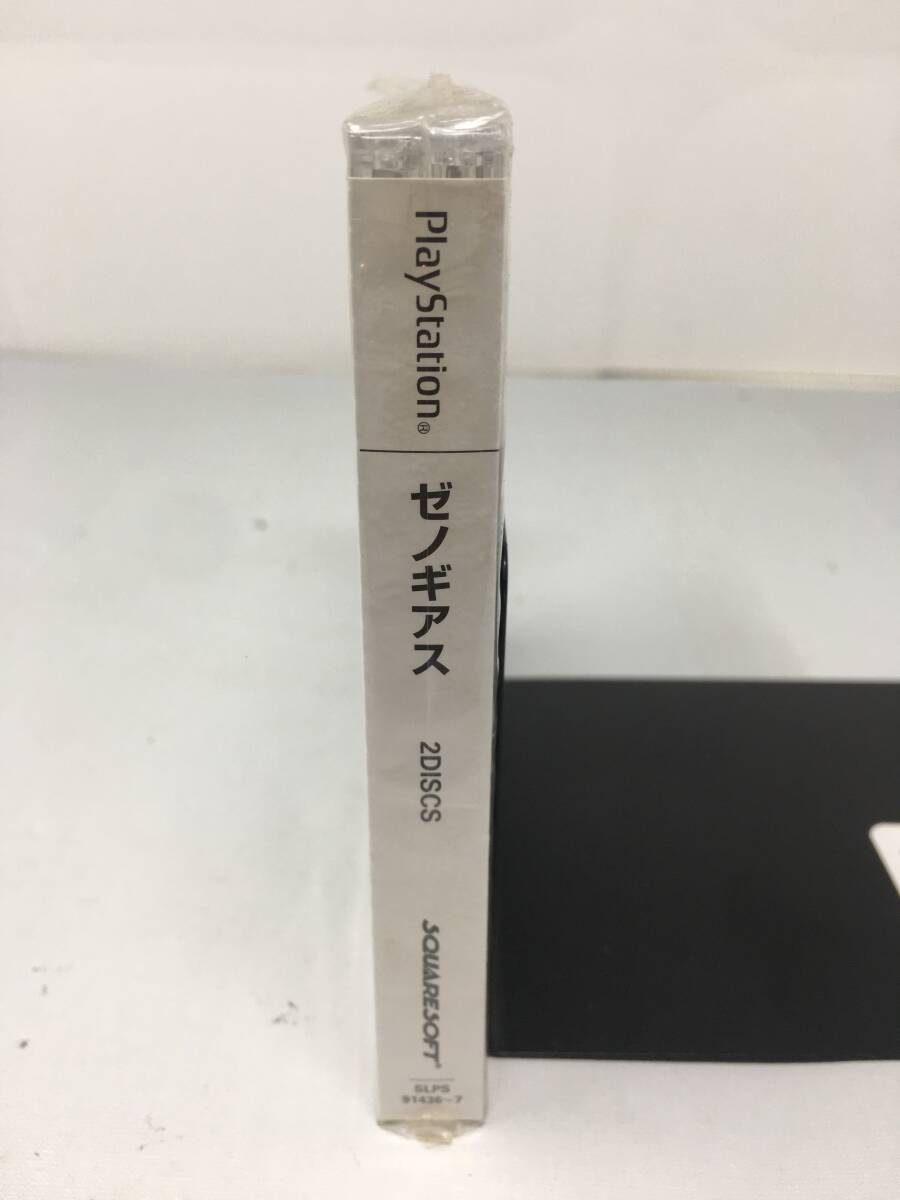 PlayStation®
ゼノギアス
2DISCS
SQUARESOFT®
SLPS
91436~7